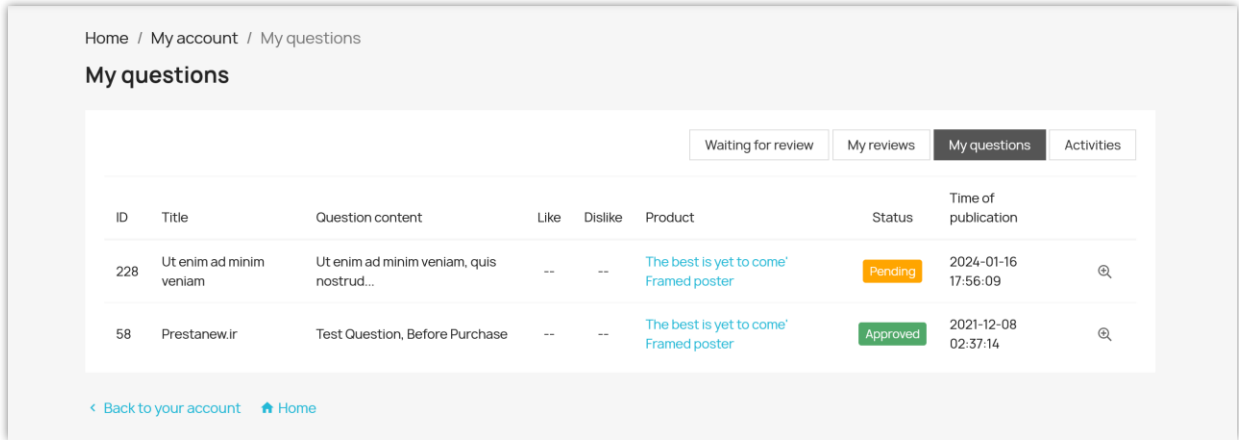 Home / My account / My questions
My questions
Waiting for review My reviews My questions Activities
ID Title Question content Like Dislike Product Status Time of
publication
228 Ut enim ad minim
veniam Ut enim ad minim veniam, quis
nostrud... -- -- The best is yet to come'
Framed poster Pending 2024-01-16
17:56:09
58 Prestanew.ir Test Question, Before Purchase -- -- The best is yet to come'
Framed poster Approved 2021-12-08
02:37:14
Back to your account Home